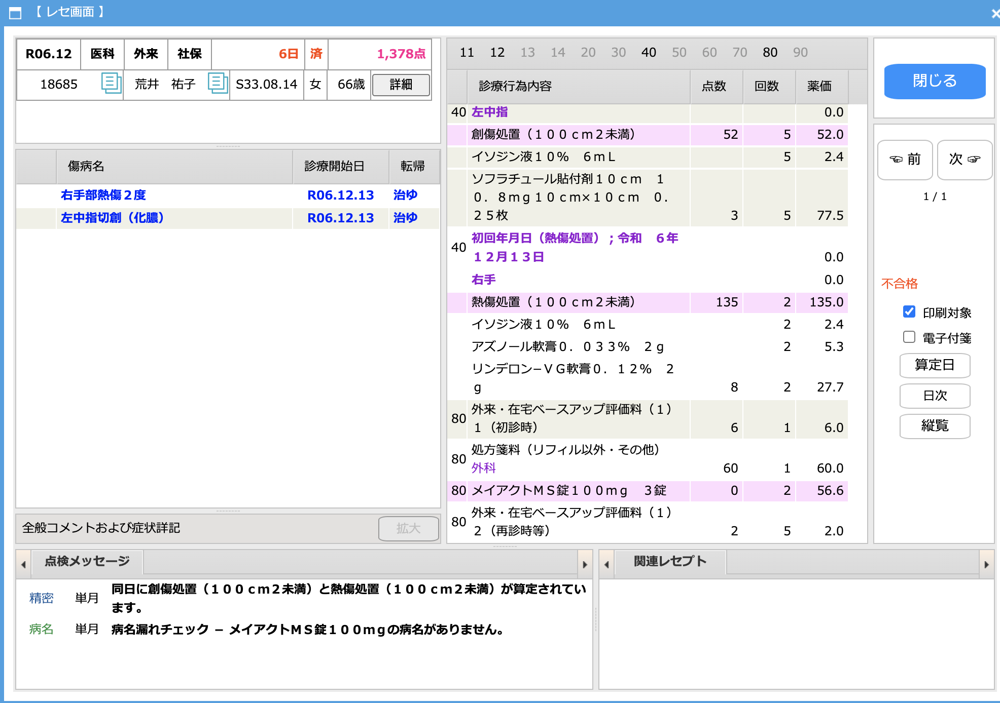 【 レセ画面 】
R06.12 医科 外来 社保 6日 済 1,378点
18685 荒井　祐子 S33.08.14 女 66歳 詳細
傷病名 診療開始日 転帰
右手部熱傷２度 R06.12.13 治ゆ
左中指切創（化膿） R06.12.13 治ゆ
全般コメントおよび症状詳記 拡大
11 12 13 14 20 30 40 50 60 70 80 90
診療行為内容 点数 回数 薬価
40 左中指 0.0
創傷処置（１００ｃｍ２未満） 52 5 52.0
イソジン液１０％　６ｍＬ 5 2.4
ソフラチュール貼付剤１０ｃｍ　１
０．８ｍｇ１０ｃｍ×１０ｃｍ　０．
２５枚 3 5 77.5
40 初回年月日（熱傷処置）；令和　６年
１２月１３日 0.0
右手 0.0
熱傷処置（１００ｃｍ２未満） 135 2 135.0
イソジン液１０％　６ｍＬ 2 2.4
アズノール軟膏０．０３３％　２ｇ 2 5.3
リンデロン−ＶＧ軟膏０．１２％　２
ｇ 8 2 27.7
80 外来・在宅ベースアップ評価料（１）
１（初診時） 6 1 6.0
80 処方箋料（リフィル以外・その他）
外科 60 1 60.0
80 メイアクトＭＳ錠１００ｍｇ　３錠 0 2 56.6
80 外来・在宅ベースアップ評価料（１）
２（再診時等） 2 5 2.0
閉じる
☜ 前 次 ☞
1 / 1
不合格
印刷対象
電子付箋
算定日
日次
縦覧
点検メッセージ
精密 単月 同日に創傷処置（１００ｃｍ２未満）と熱傷処置（１００ｃｍ２未満）が算定されてい
ます。
病名 単月 病名漏れチェック − メイアクトＭＳ錠１００ｍｇの病名がありません。
関連レセプト